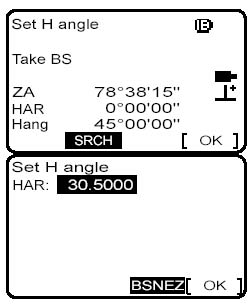 Set H angle
Take BS
ZA 78°38'15"
HAR 0°00'00"
Hang 45°00'00"
SRCH [ OK ]
Set H angle
HAR: 30.5000
BSNEZ[ OK ]